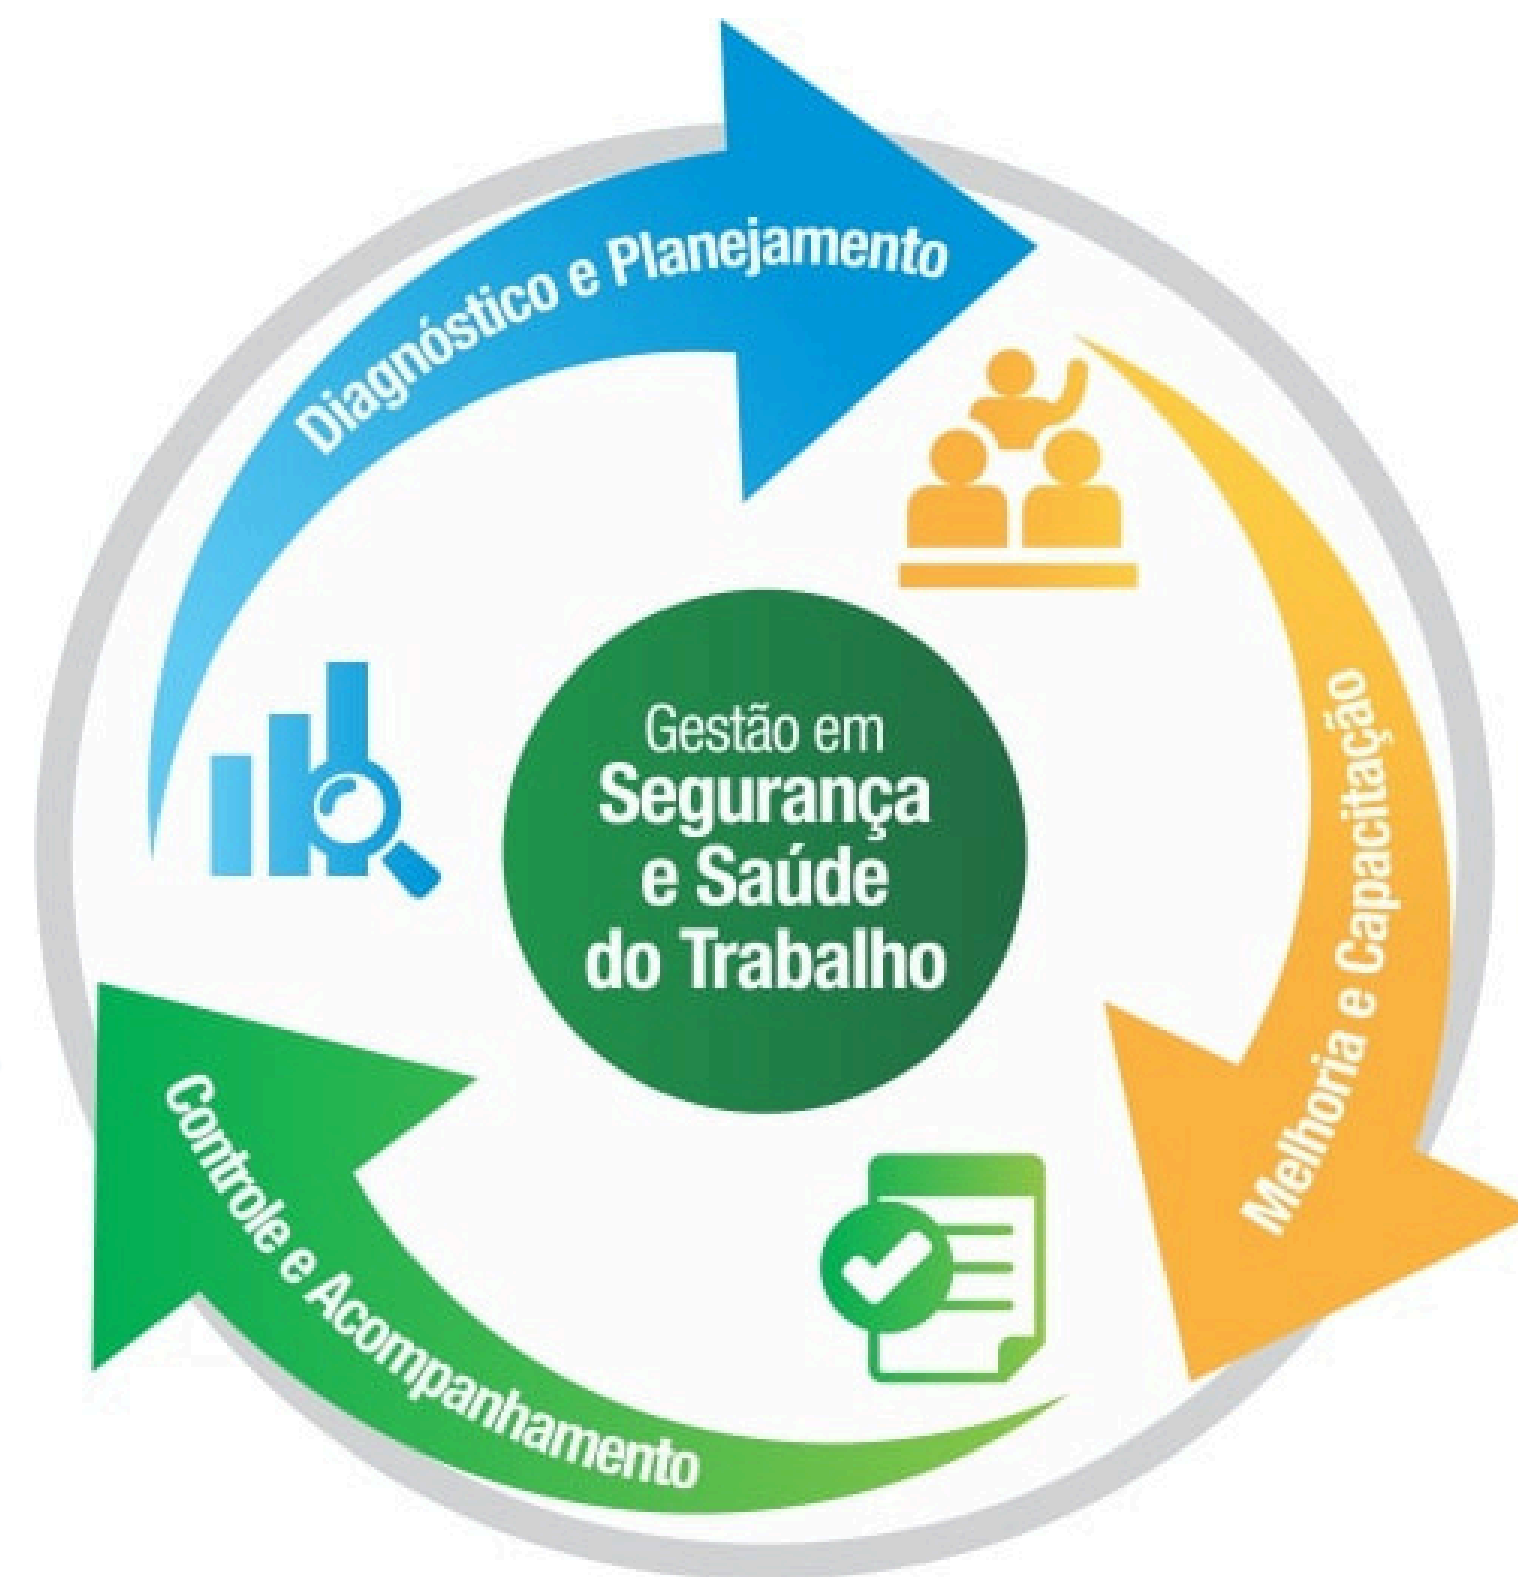 Diagnóstico e Planejamento
Gestão em
Segurança
e Saúde
do Trabalho
Melhoria e Capacitação
Controle e Acompanhamento